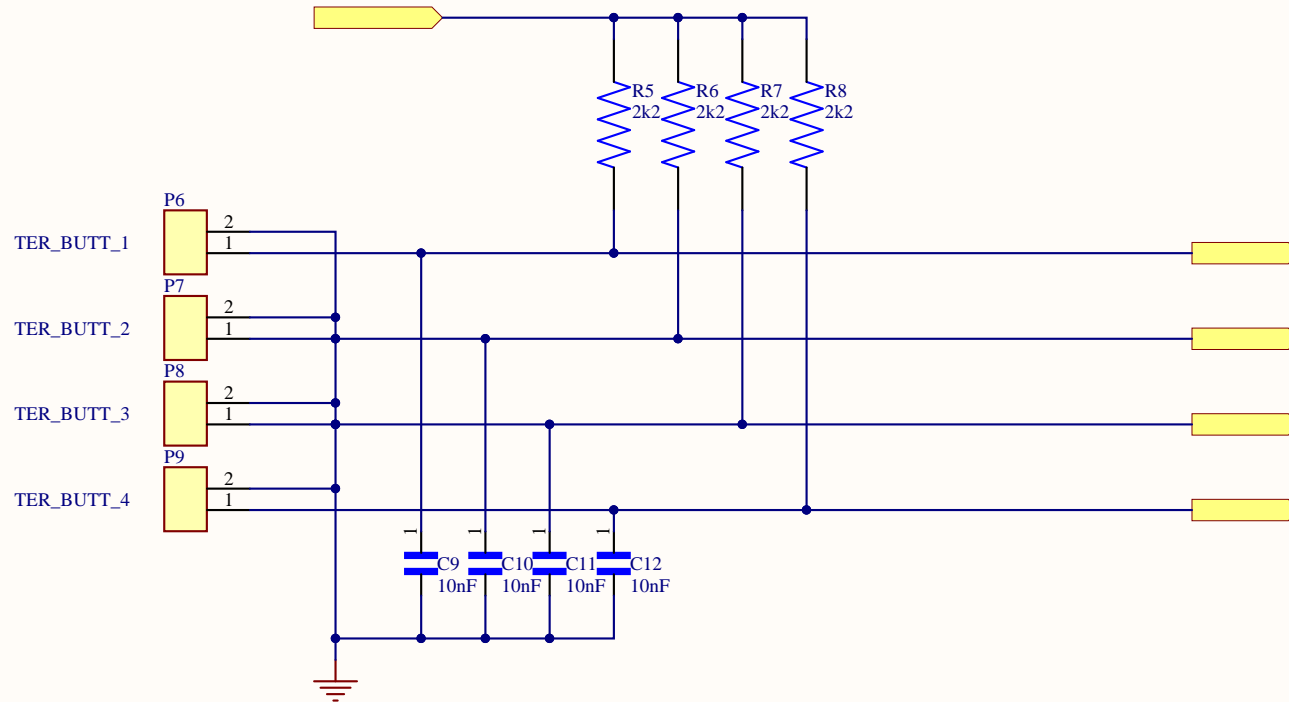 R5
2k2
R6
2k2
R7
2k2
R8
2k2
P6
TER_BUTT_1
2
1
P7
TER_BUTT_2
2
1
P8
TER_BUTT_3
2
1
P9
TER_BUTT_4
2
1
1
C9
10nF
1
C10
10nF
1
C11
10nF
1
C12
10nF